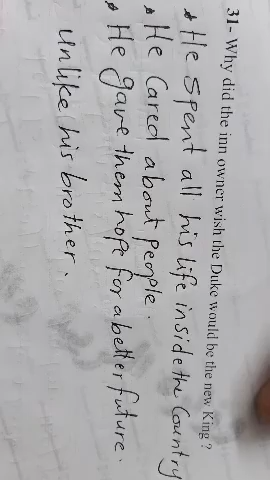 31- Why did the inn owner wish the Duke would be the new King?
* He spent all his life inside the Country
* He Cared about people.
* He gave them hope for a better future.
unlike his brother.